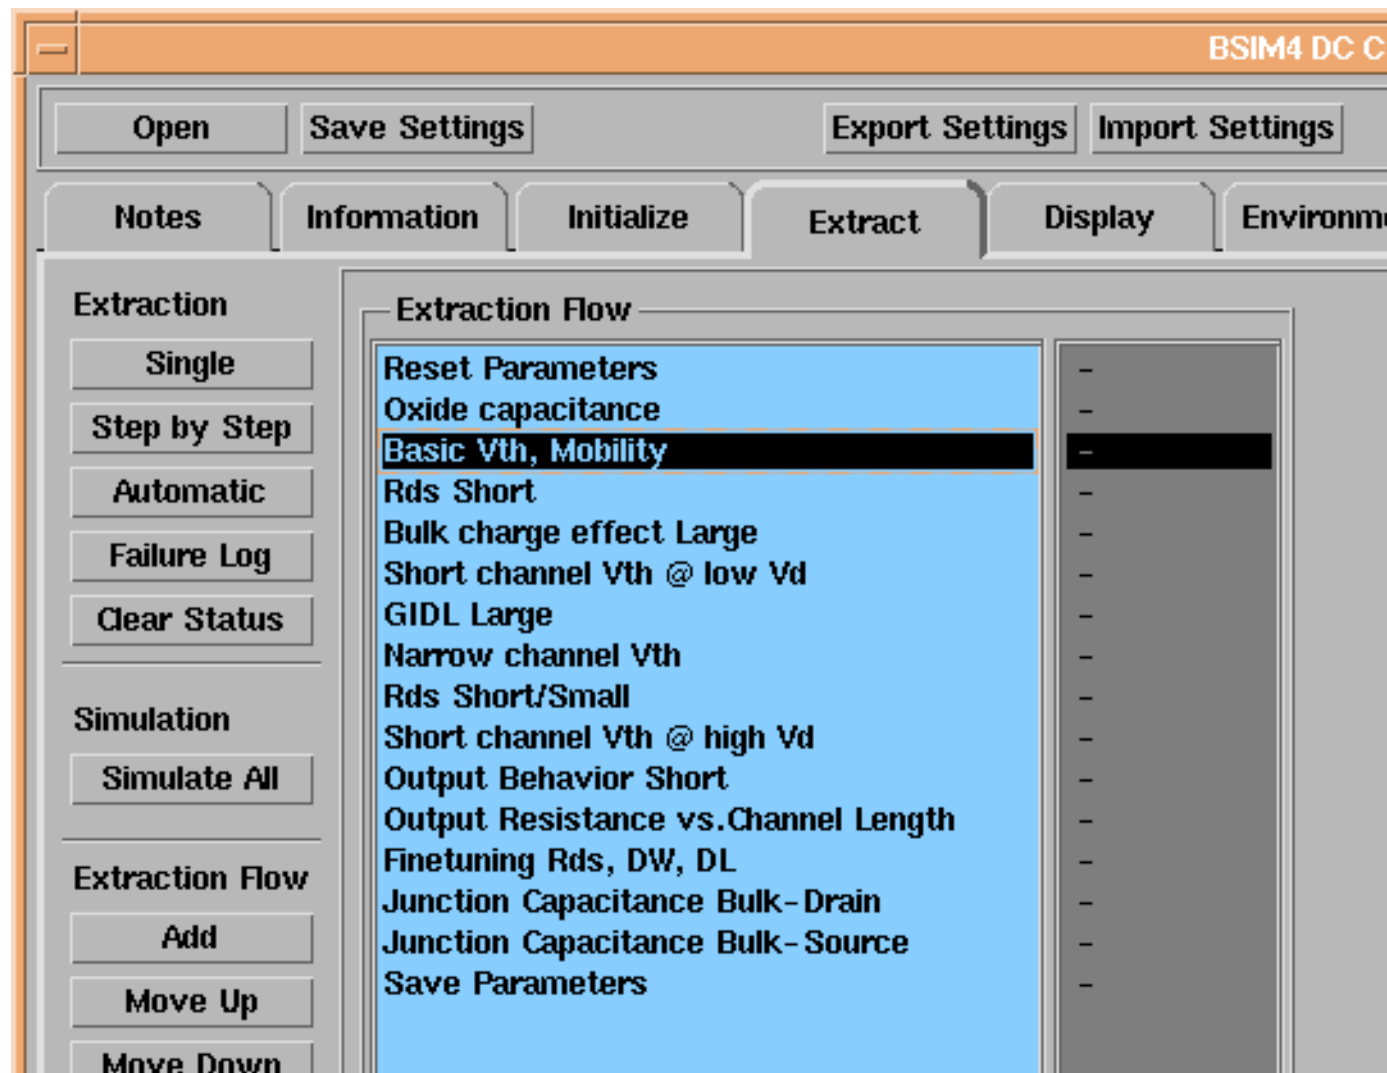 BSIM4 DC C
Open Save Settings Export Settings Import Settings
Notes Information Initialize Extract Display Environme
Extraction
Single
Step by Step
Automatic
Failure Log
Clear Status
Simulation
Simulate All
Extraction Flow
Add
Move Up
Move Down
Extraction Flow
Reset Parameters -
Oxide capacitance -
Basic Vth, Mobility -
Rds Short -
Bulk charge effect Large -
Short channel Vth @ low Vd -
GIDL Large -
Narrow channel Vth -
Rds Short/Small -
Short channel Vth @ high Vd -
Output Behavior Short -
Output Resistance vs.Channel Length -
Finetuning Rds, DW, DL -
Junction Capacitance Bulk-Drain -
Junction Capacitance Bulk-Source -
Save Parameters -